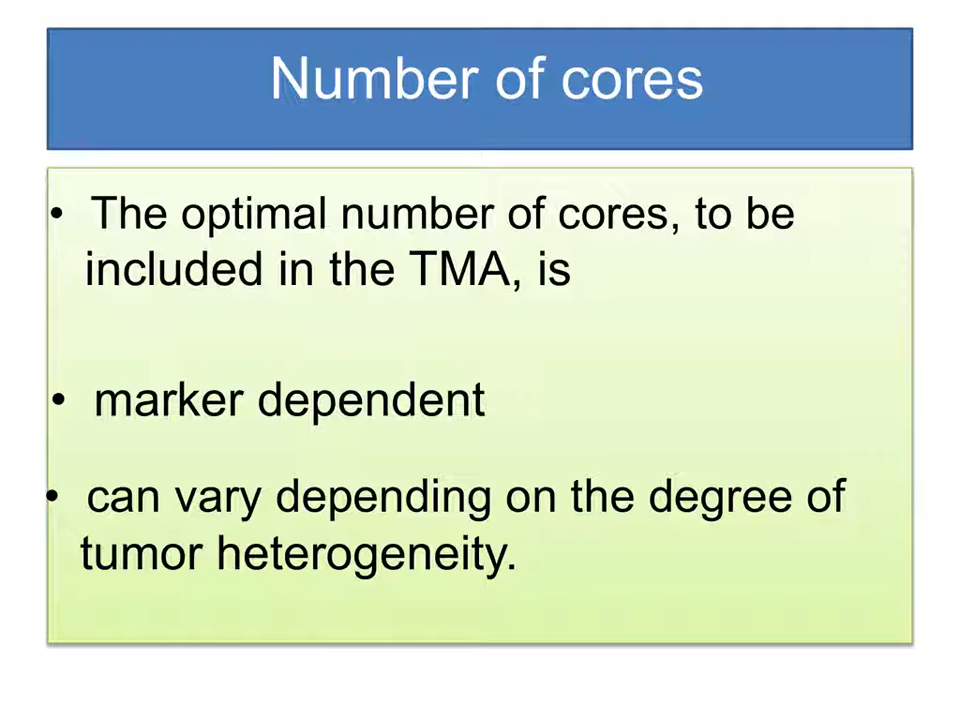 Number of cores
• The optimal number of cores, to be
included in the TMA, is
• marker dependent
• can vary depending on the degree of
tumor heterogeneity.